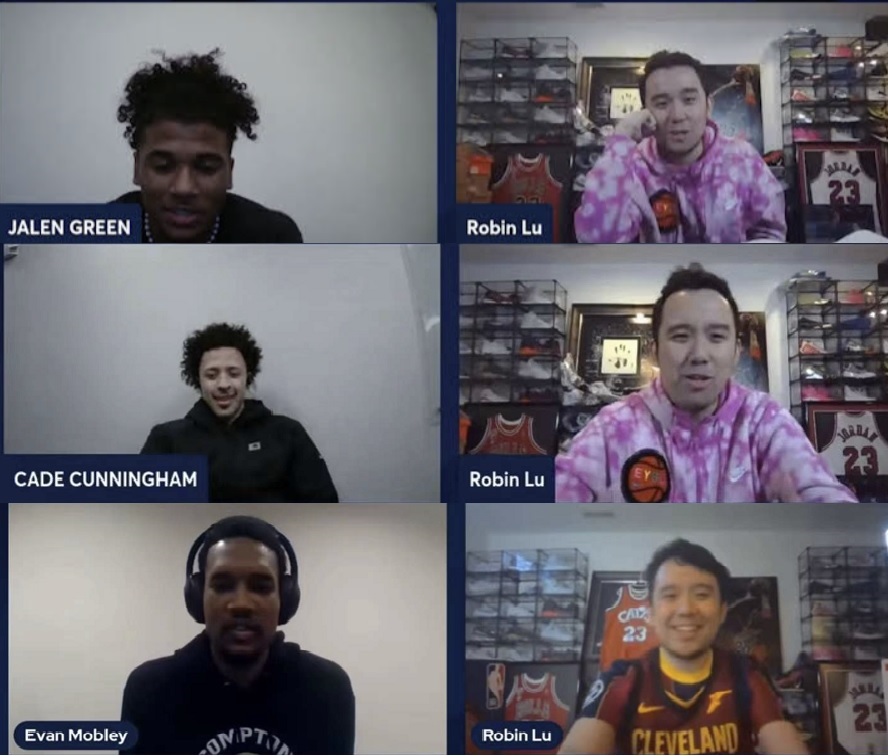 JALEN GREEN
Robin Lu
JORDAN
23
CADE CUNNINGHAM
Robin Lu
EY
JORDAN
23
Evan Mobley
COMPTON
Robin Lu
CAVS
23
CLEVELAND
23